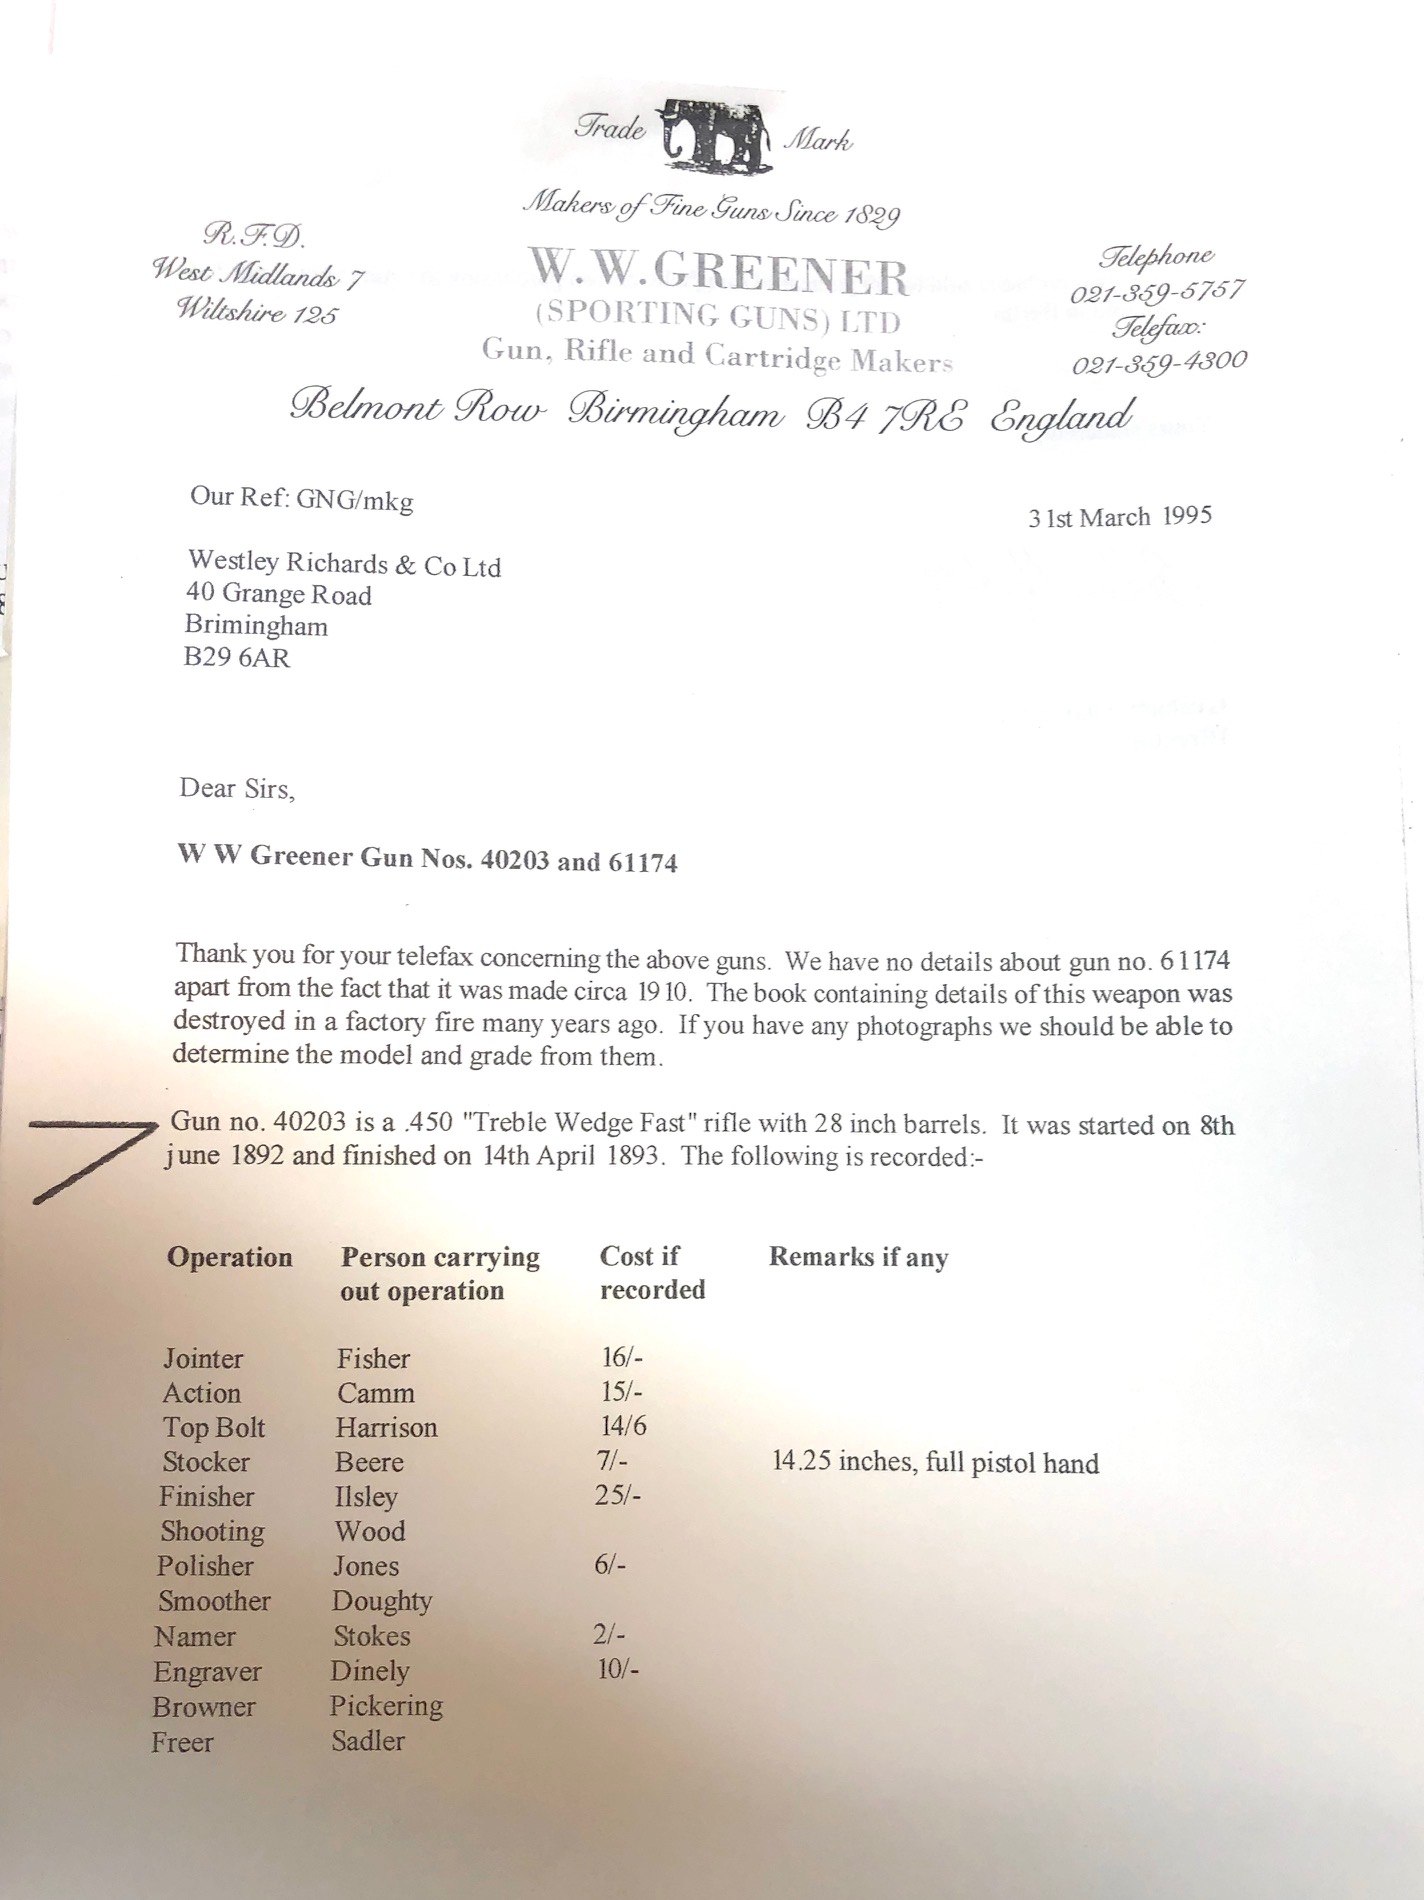 Trade Mark
Makers of Fine Guns Since 1829
R.F.D.
West Midlands 7
Wiltshire 125
W.W.GREENER
(SPORTING GUNS) LTD
Gun, Rifle and Cartridge Makers
Telephone
021-359-5757
Telefax:
021-359-4300
Belmont Row Birmingham B4 7RE England
Our Ref: GNG/mkg
31st March 1995
Westley Richards & Co Ltd
40 Grange Road
Brimingham
B29 6AR
Dear Sirs,
W W Greener Gun Nos. 40203 and 61174
Thank you for your telefax concerning the above guns. We have no details about gun no. 61174
apart from the fact that it was made circa 1910. The book containing details of this weapon was
destroyed in a factory fire many years ago. If you have any photographs we should be able to
determine the model and grade from them.
Gun no. 40203 is a .450 "Treble Wedge Fast" rifle with 28 inch barrels. It was started on 8th
june 1892 and finished on 14th April 1893. The following is recorded:-
Operation Person carrying Cost if Remarks if any
out operation recorded
Jointer Fisher 16/-
Action Camm 15/-
Top Bolt Harrison 14/6
Stocker Beere 7/- 14.25 inches, full pistol hand
Finisher Ilsley 25/-
Shooting Wood
Polisher Jones 6/-
Smoother Doughty
Namer Stokes 2/-
Engraver Dinely 10/-
Browner Pickering
Freer Sadler